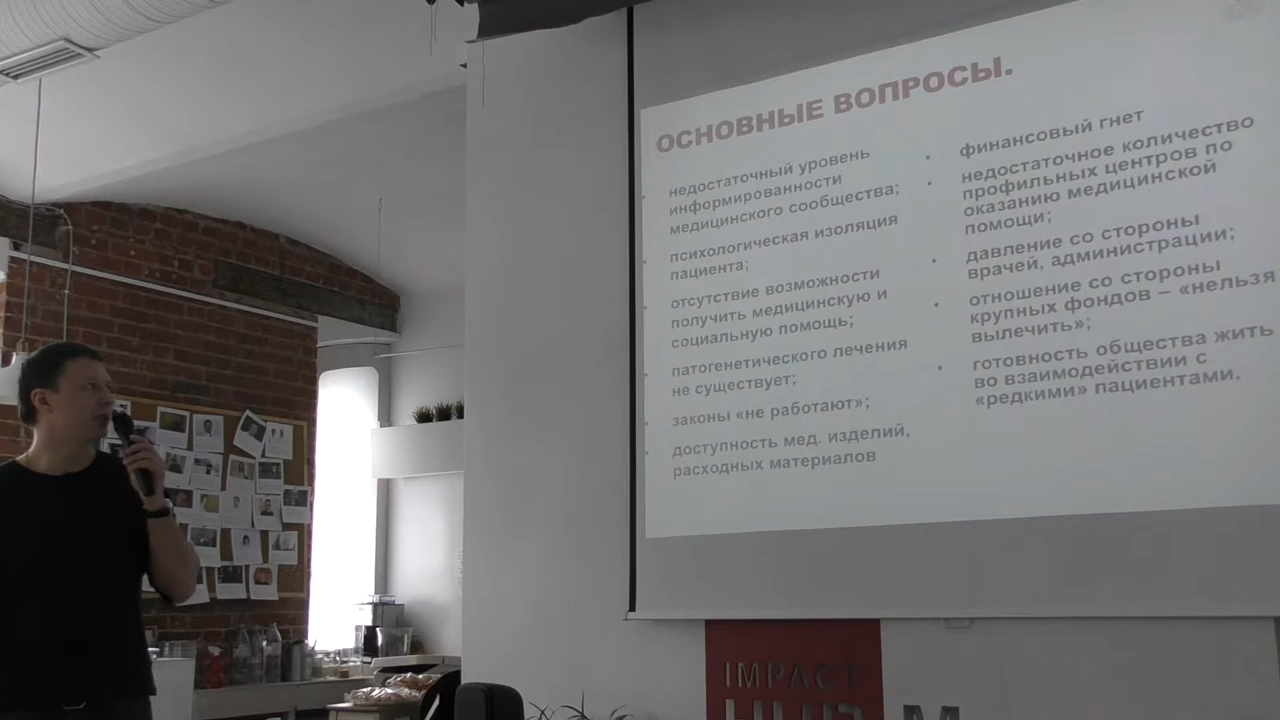 ОСНОВНЫЕ ВОПРОСЫ.
недостаточный уровень
информированности
медицинского сообщества;
психологическая изоляция
пациента;
отсутствие возможности
получить медицинскую и
социальную помощь;
патогенетического лечения
не существует;
законы «не работают»;
доступность мед. изделий,
расходных материалов
финансовый гнет
недостаточное количество
профильных центров по
оказанию медицинской
помощи;
давление со стороны
врачей, администрации;
отношение со стороны
крупных фондов – «нельзя
вылечить»;
готовность общества жить
во взаимодействии с
«редкими» пациентами.
IMPACT
HUB M